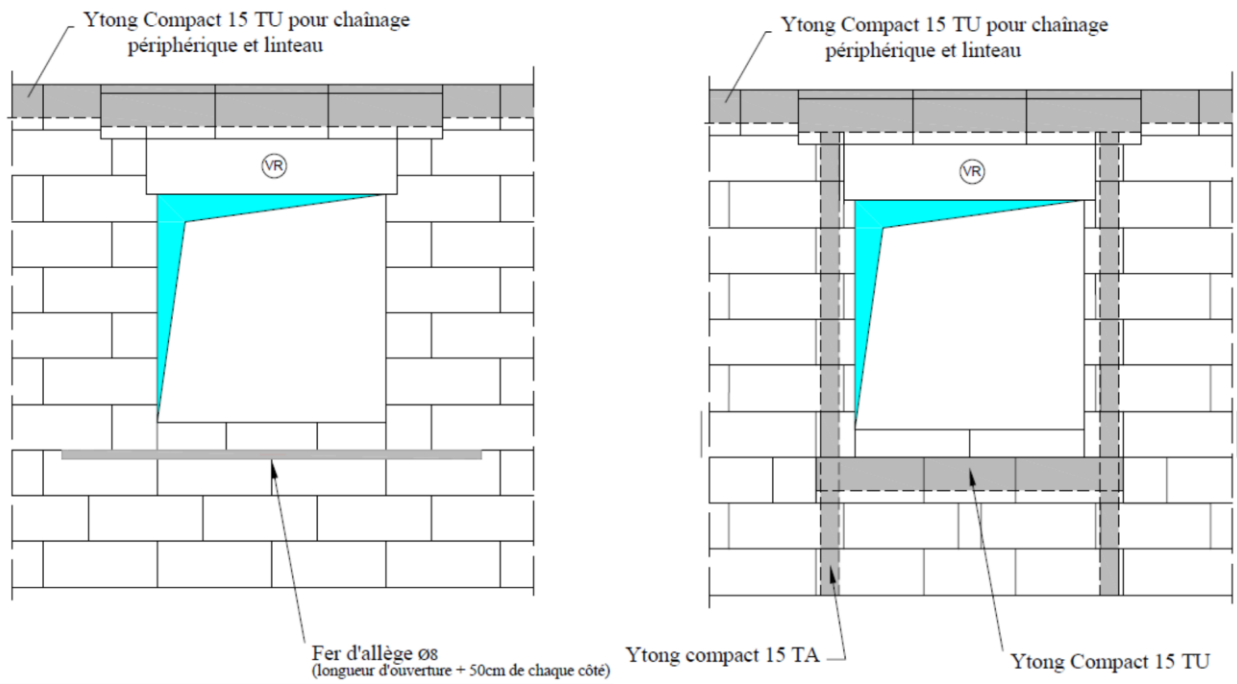 Ytong Compact 15 TU pour chaînage
périphérique et linteau
VR
Fer d'allège Ø8
(longueur d'ouverture + 50cm de chaque côté)
Ytong Compact 15 TU pour chaînage
périphérique et linteau
VR
Ytong compact 15 TA
Ytong Compact 15 TU